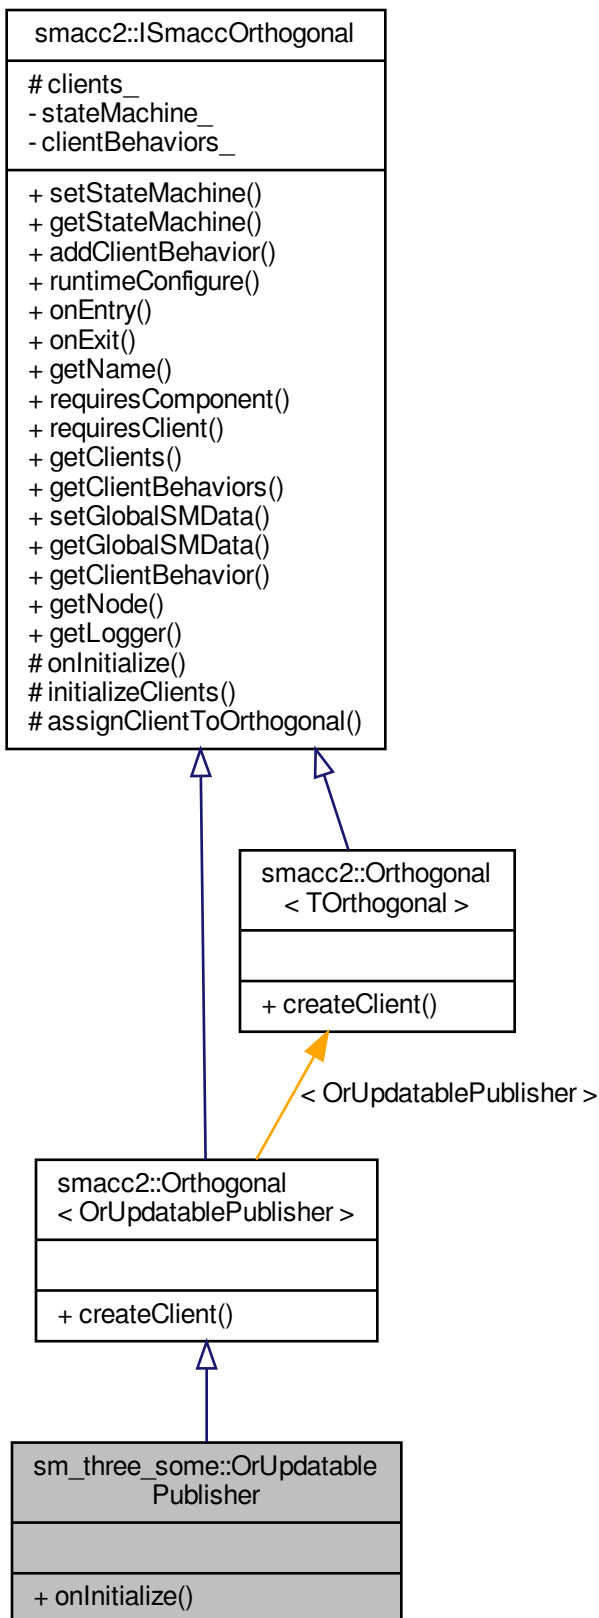 smacc2::ISmaccOrthogonal
# clients_
- stateMachine_
- clientBehaviors_
+ setStateMachine()
+ getStateMachine()
+ addClientBehavior()
+ runtimeConfigure()
+ onEntry()
+ onExit()
+ getName()
+ requiresComponent()
+ requiresClient()
+ getClients()
+ getClientBehaviors()
+ setGlobalSMData()
+ getGlobalSMData()
+ getClientBehavior()
+ getNode()
+ getLogger()
# onInitialize()
# initializeClients()
# assignClientToOrthogonal()
smacc2::Orthogonal
< TOrthogonal >
+ createClient()
< OrUpdatablePublisher >
smacc2::Orthogonal
< OrUpdatablePublisher >
+ createClient()
sm_three_some::OrUpdatable
Publisher
+ onInitialize()